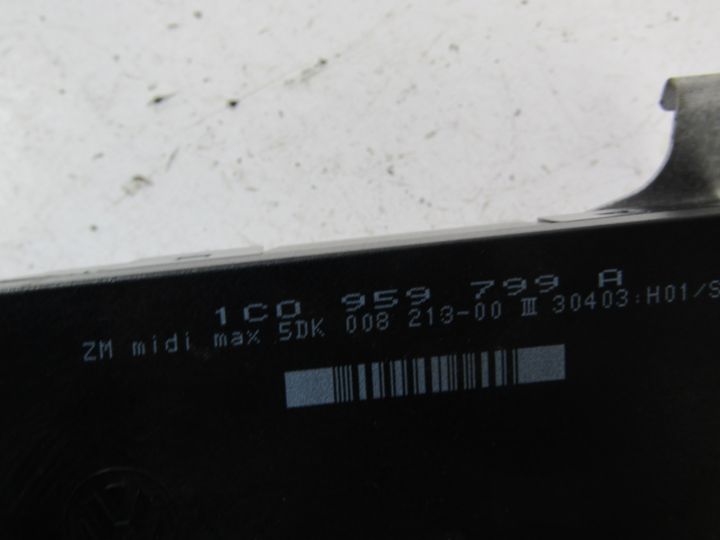 1C0 959 799 A
ZM midi max 5DK 008 213-00 III 30403:H01/S